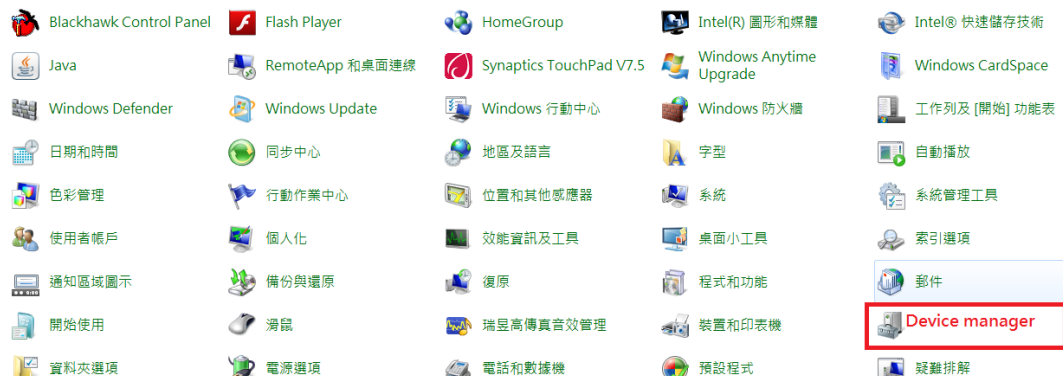 Blackhawk Control Panel
Flash Player
HomeGroup
Intel(R) 圖形和媒體
Intel® 快速儲存技術
Java
RemoteApp 和桌面連線
Synaptics TouchPad V7.5
Windows Anytime
Upgrade
Windows CardSpace
Windows Defender
Windows Update
Windows 行動中心
Windows 防火牆
工作列及 [開始] 功能表
日期和時間
同步中心
地區及語言
字型
自動播放
色彩管理
行動作業中心
位置和其他感應器
系統
系統管理工具
使用者帳戶
個人化
效能資訊及工具
桌面小工具
索引選項
通知區域圖示
備份與還原
復原
程式和功能
郵件
開始使用
滑鼠
瑞昱高傳真音效管理
裝置和印表機
Device manager
資料夾選項
電源選項
電話和數據機
預設程式
疑難排解